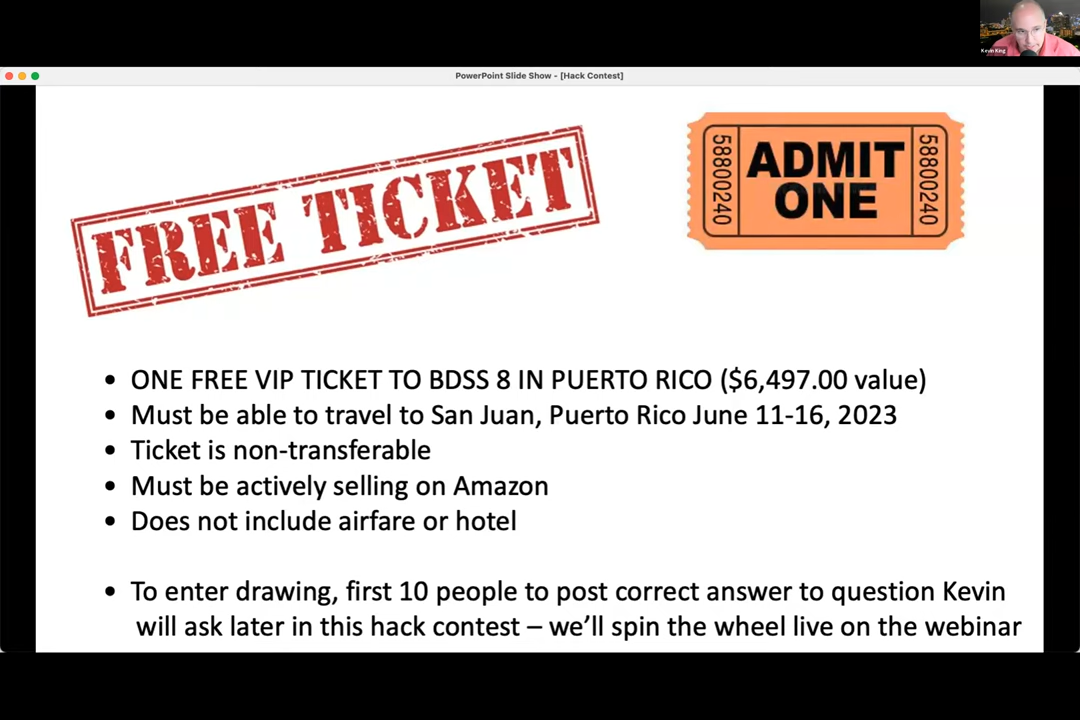 Kevin King
PowerPoint Slide Show - [Hack Contest]
FREE TICKET
58800240
ADMIT
ONE
58800240
• ONE FREE VIP TICKET TO BDSS 8 IN PUERTO RICO ($6,497.00 value)
• Must be able to travel to San Juan, Puerto Rico June 11-16, 2023
• Ticket is non-transferable
• Must be actively selling on Amazon
• Does not include airfare or hotel
• To enter drawing, first 10 people to post correct answer to question Kevin
will ask later in this hack contest – we’ll spin the wheel live on the webinar